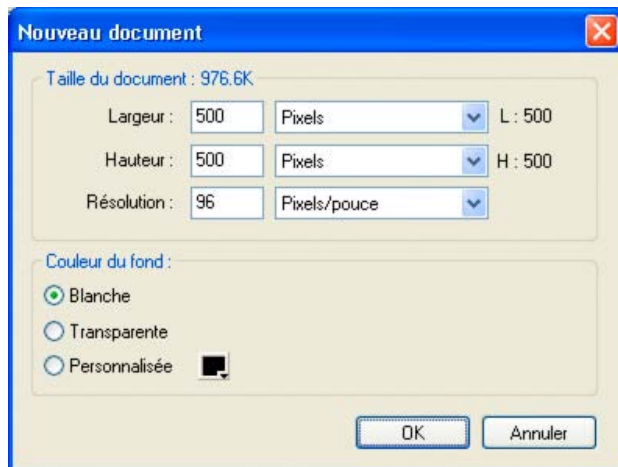 Nouveau document
Taille du document : 976.6K
Largeur : 500 Pixels L : 500
Hauteur : 500 Pixels H : 500
Résolution : 96 Pixels/pouce
Couleur du fond :
Blanche
Transparente
Personnalisée
OK Annuler